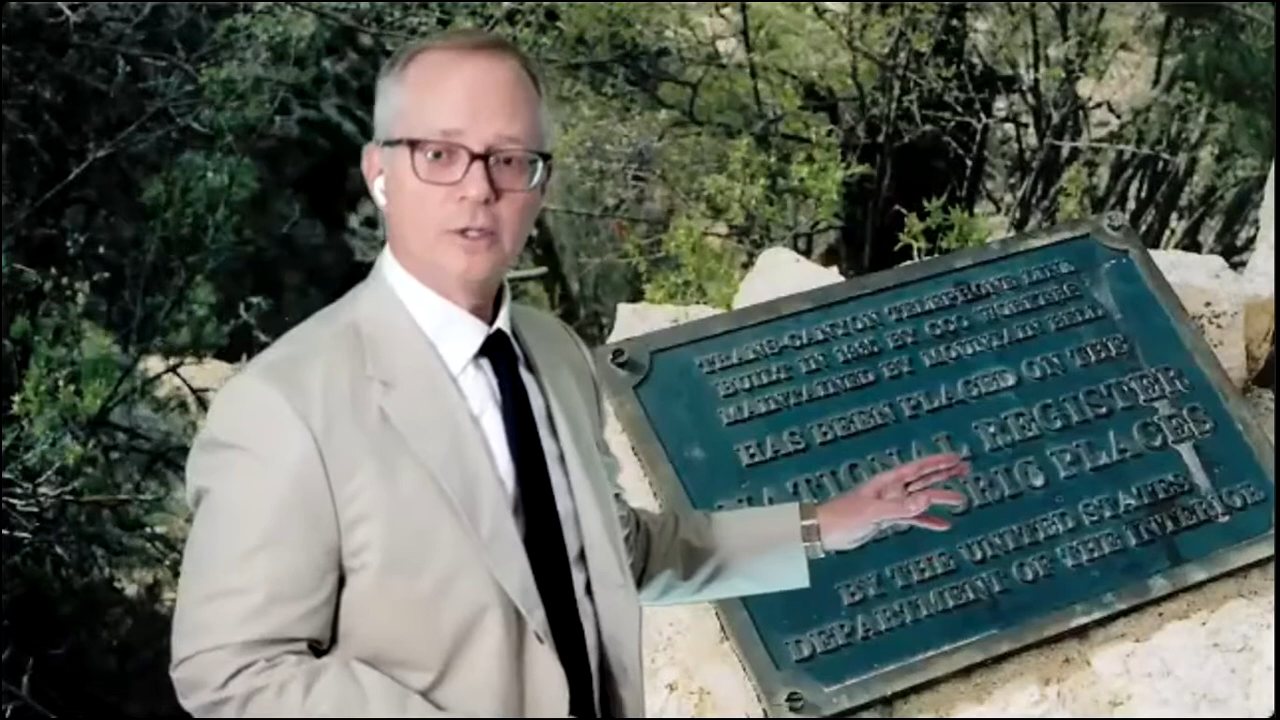 TRANS-CANYON TELEPHONE LINE
BUILT IN 1935 BY CCC WORKERS
MAINTAINED BY MOUNTAIN BELL
HAS BEEN PLACED ON THE
NATIONAL REGISTER
PLACES
BY THE UNITED STATES
DEPARTMENT OF THE INTERIOR